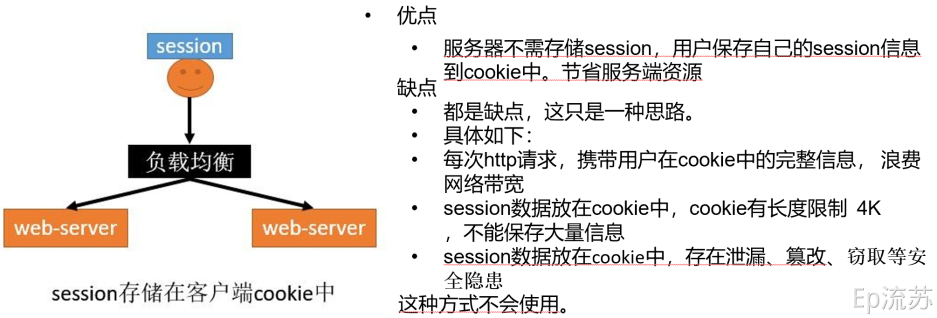 session
负载均衡
web-server
web-server
session存储在客户端cookie中
• 优点
• 服务器不需存储session，用户保存自己的session信息
到cookie中。节省服务端资源
缺点
• 都是缺点，这只是一种思路。
• 具体如下：
• 每次http请求，携带用户在cookie中的完整信息， 浪费
网络带宽
• session数据放在cookie中，cookie有长度限制 4K
，不能保存大量信息
• session数据放在cookie中，存在泄漏、篡改、窃取等安
全隐患
这种方式不会使用。
Ep流苏